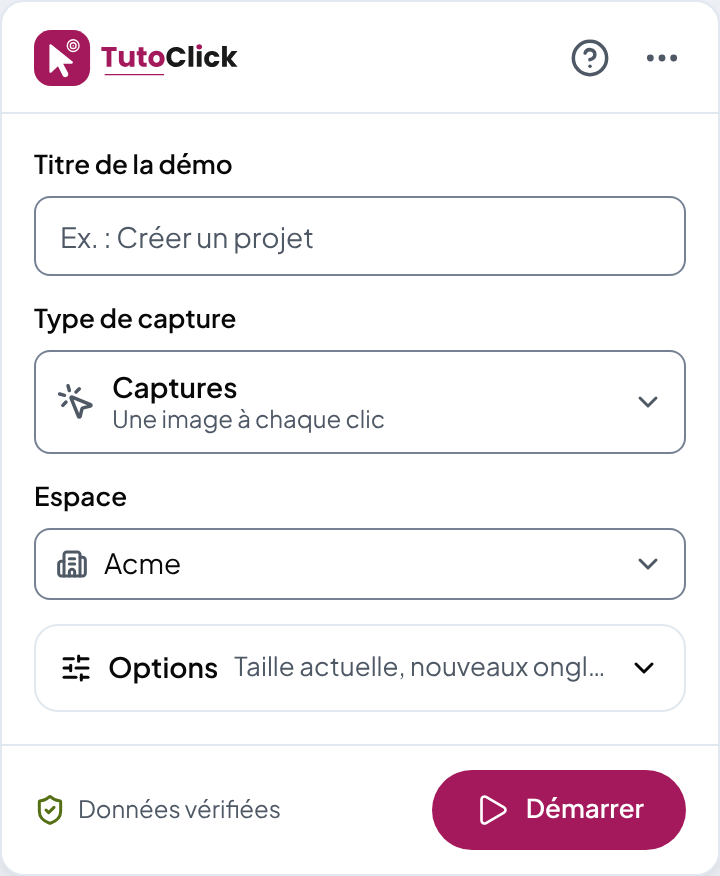 TutoClick
Titre de la démo
Ex. : Créer un projet
Type de capture
Captures
Une image à chaque clic
Espace
Acme
Options Taille actuelle, nouveaux ongl...
Données vérifiées
Démarrer